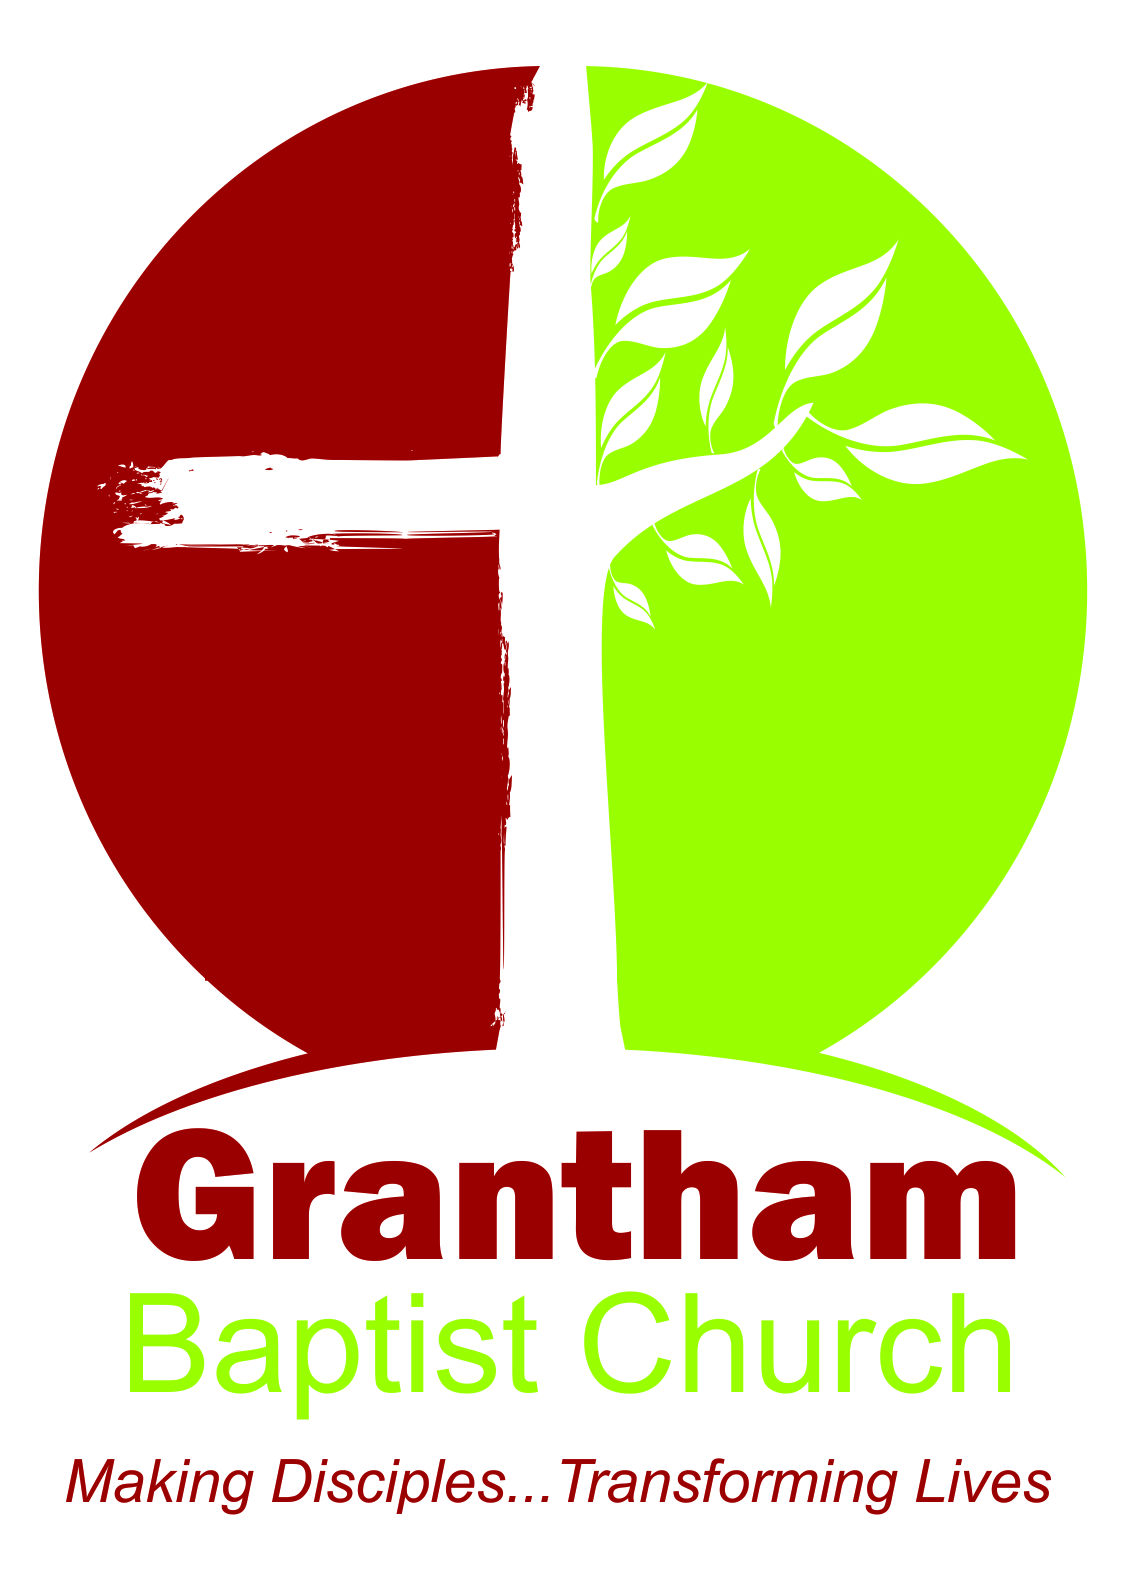 Grantham
Baptist Church
Making Disciples...Transforming Lives